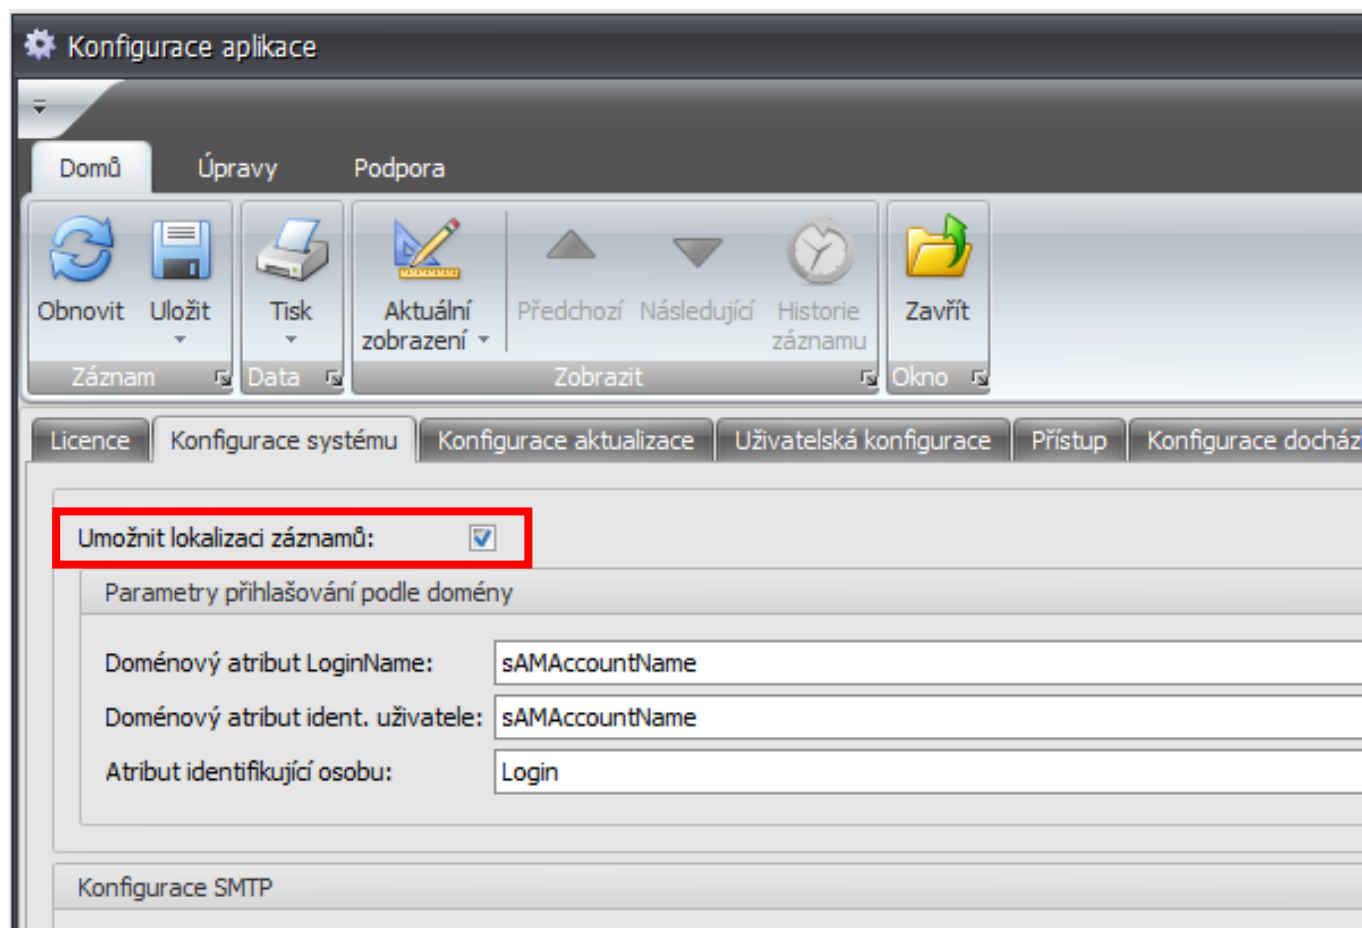 Konfigurace aplikace
Domů Úpravy Podpora
Obnovit Uložit Tisk Aktuální zobrazení Předchozí Následující Historie záznamu Zavřít
Záznam Data Zobrazit Okno
Licence Konfigurace systému Konfigurace aktualizace Uživatelská konfigurace Přístup Konfigurace docház
Umožnit lokalizaci záznamů:
Parametry přihlašování podle domény
Doménový atribut LoginName: sAMAccountName
Doménový atribut ident. uživatele: sAMAccountName
Atribut identifikující osobu: Login
Konfigurace SMTP